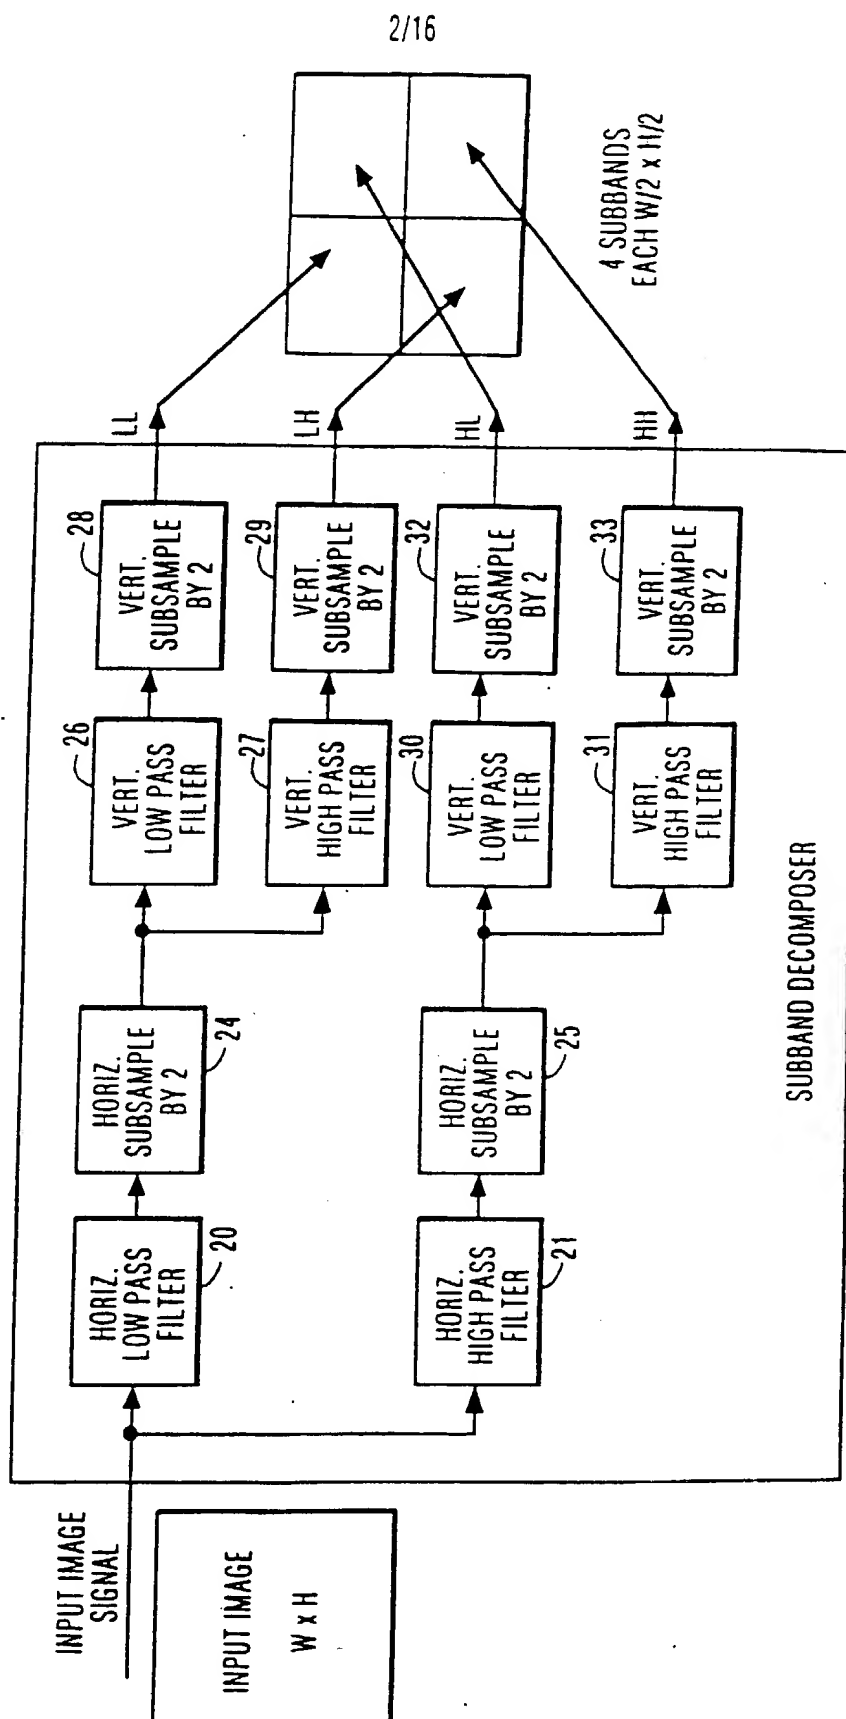 2/16
INPUT IMAGE
SIGNAL
INPUT IMAGE
W x H
HORIZ.
LOW PASS
FILTER
20
HORIZ.
SUBSAMPLE
BY 2
24
VERT.
LOW PASS
FILTER
26
VERT.
SUBSAMPLE
BY 2
28
LL
VERT.
HIGH PASS
FILTER
27
VERT.
SUBSAMPLE
BY 2
29
LH
HORIZ.
HIGH PASS
FILTER
21
HORIZ.
SUBSAMPLE
BY 2
25
VERT.
LOW PASS
FILTER
30
VERT.
SUBSAMPLE
BY 2
32
HL
VERT.
HIGH PASS
FILTER
31
VERT.
SUBSAMPLE
BY 2
33
HH
4 SUBBANDS
EACH W/2 x H/2
SUBBAND DECOMPOSER